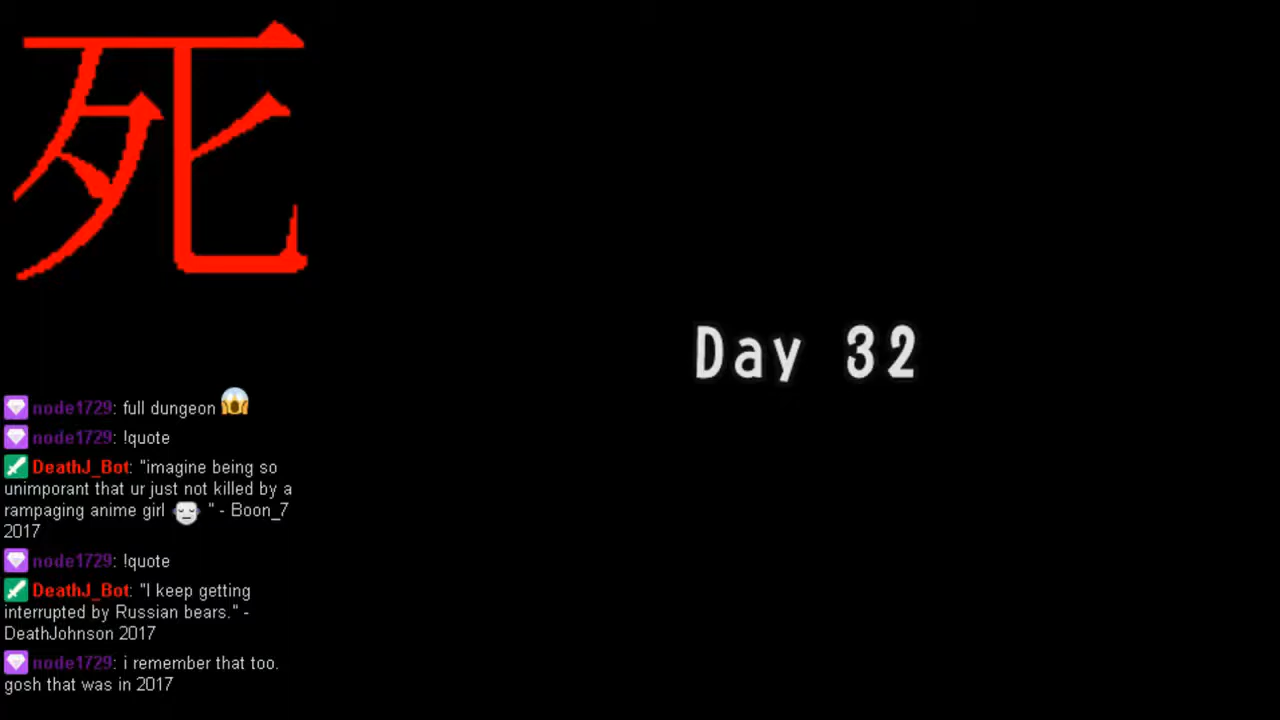 死
Day 32
node1729: full dungeon 😱
node1729: !quote
DeathJ_Bot: "imagine being so
unimporant that ur just not killed by a
rampaging anime girl " - Boon_7
2017
node1729: !quote
DeathJ_Bot: "I keep getting
interrupted by Russian bears." -
DeathJohnson 2017
node1729: i remember that too.
gosh that was in 2017